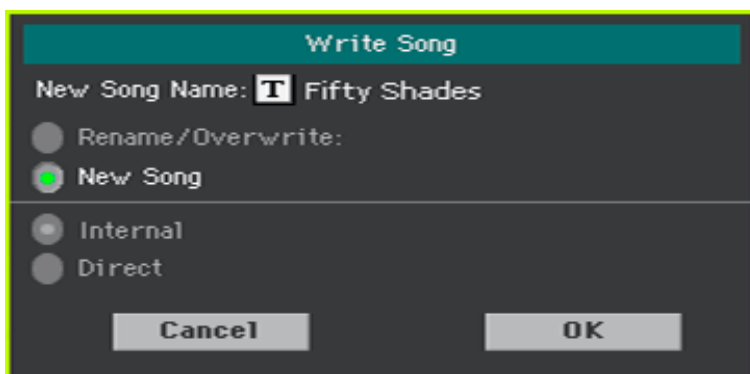 Write Song
New Song Name: T Fifty Shades
Rename/Overwrite:
New Song
Internal
Direct
Cancel OK